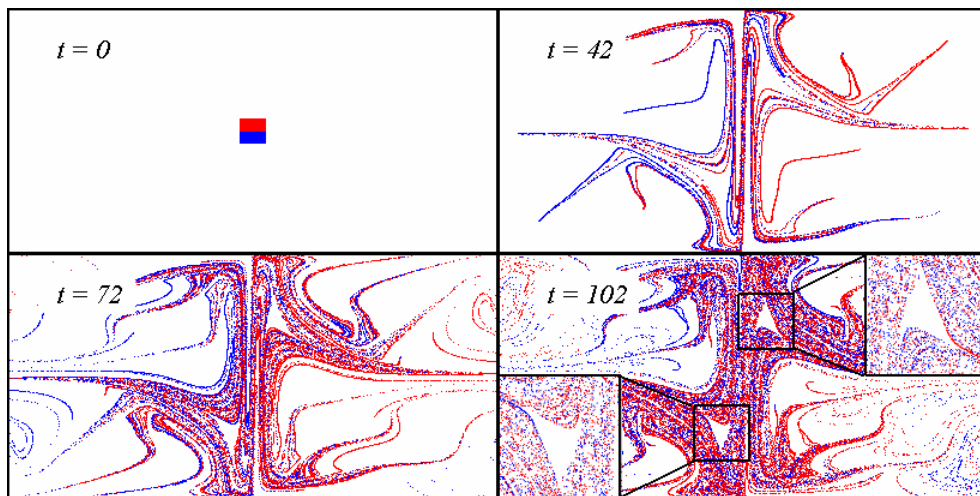 t = 0
t = 42
t = 72
t = 102